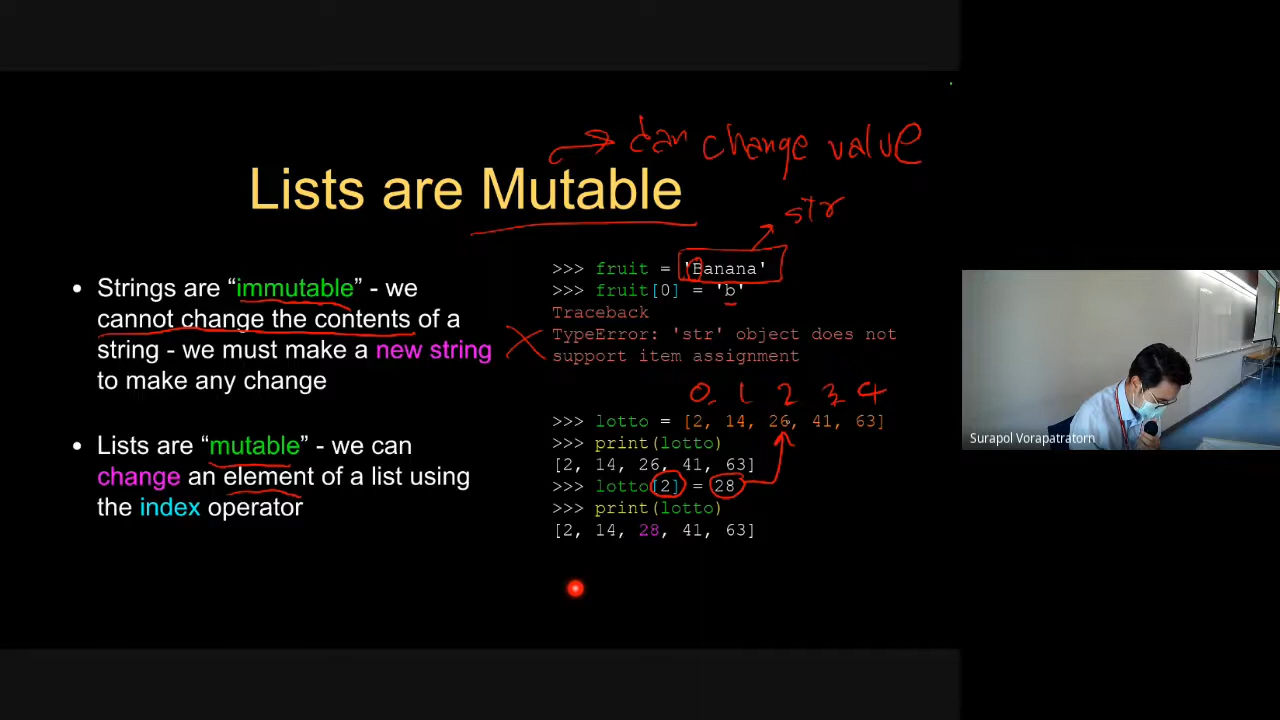 can change value
Lists are Mutable
str
• Strings are “immutable” - we
cannot change the contents of a
string - we must make a new string
to make any change
• Lists are “mutable” - we can
change an element of a list using
the index operator
>>> fruit = 'Banana'
>>> fruit[0] = 'b'
Traceback
TypeError: 'str' object does not
support item assignment
0 1 2 3 4
>>> lotto = [2, 14, 26, 41, 63]
>>> print(lotto)
[2, 14, 26, 41, 63]
>>> lotto[2] = 28
>>> print(lotto)
[2, 14, 28, 41, 63]
Surapol Vorapatratorn